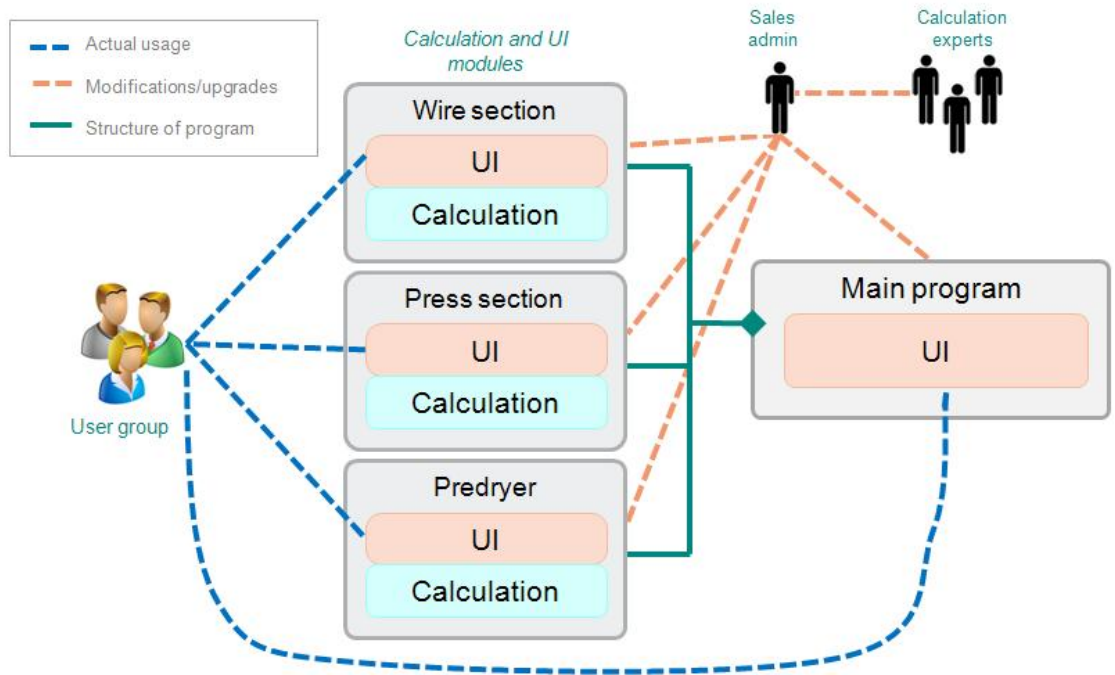 Actual usage
Modifications/upgrades
Structure of program
Calculation and UI
modules
Sales
admin
Calculation
experts
Wire section
UI
Calculation
Press section
UI
Calculation
Predryer
UI
Calculation
User group
Main program
UI